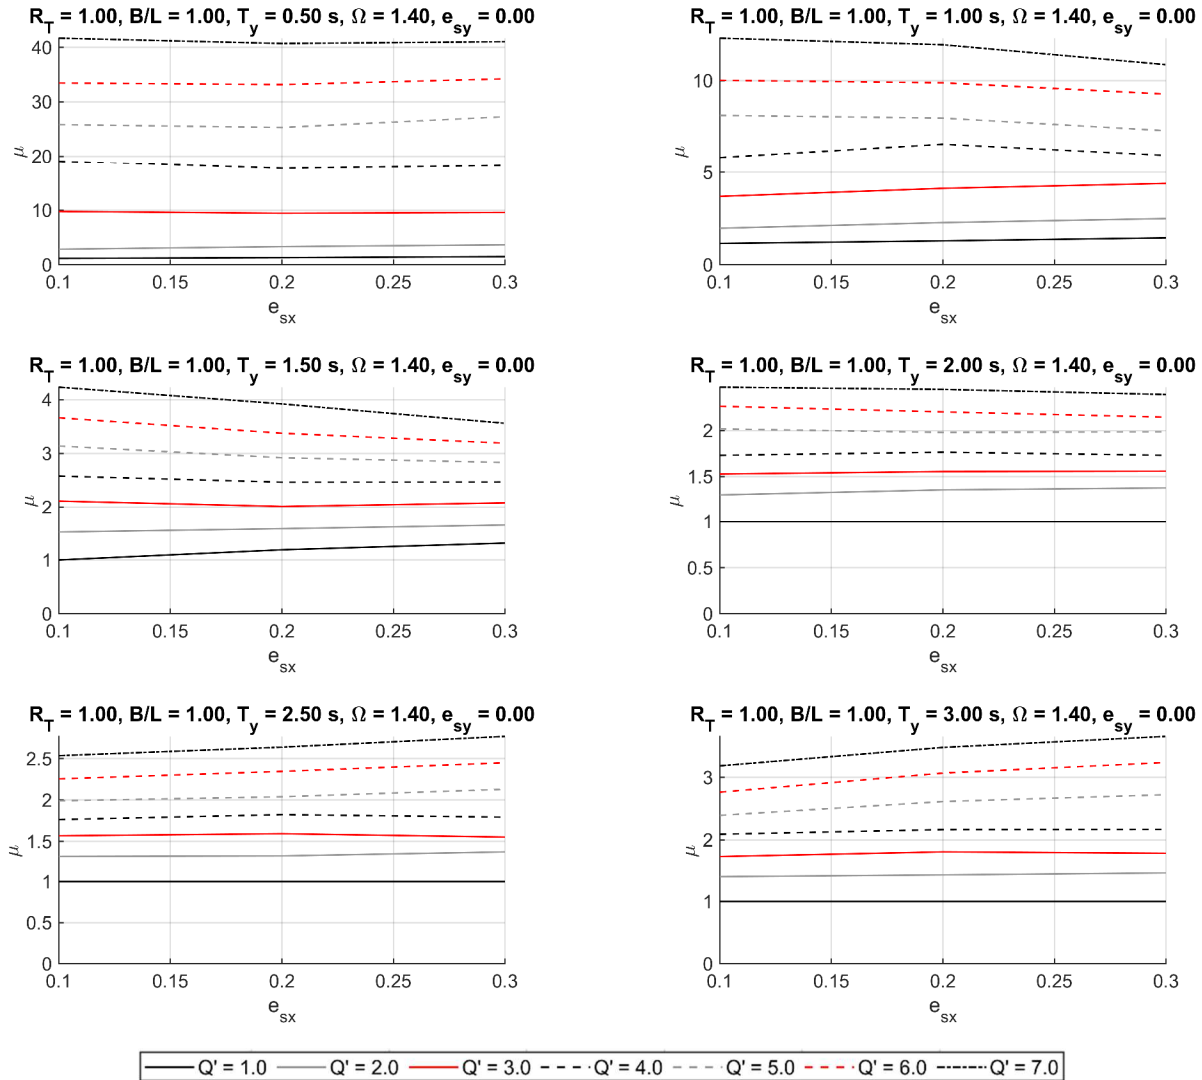 R_T = 1.00, B/L = 1.00, T_y = 0.50 s, Ω = 1.40, e_sy = 0.00
40
30
20
10
0
μ
0.1 0.15 0.2 0.25 0.3
e_sx
R_T = 1.00, B/L = 1.00, T_y = 1.00 s, Ω = 1.40, e_sy = 0.00
10
5
0
μ
0.1 0.15 0.2 0.25 0.3
e_sx
R_T = 1.00, B/L = 1.00, T_y = 1.50 s, Ω = 1.40, e_sy = 0.00
4
3
2
1
0
μ
0.1 0.15 0.2 0.25 0.3
e_sx
R_T = 1.00, B/L = 1.00, T_y = 2.00 s, Ω = 1.40, e_sy = 0.00
2
1.5
1
0.5
0
μ
0.1 0.15 0.2 0.25 0.3
e_sx
R_T = 1.00, B/L = 1.00, T_y = 2.50 s, Ω = 1.40, e_sy = 0.00
2.5
2
1.5
1
0.5
0
μ
0.1 0.15 0.2 0.25 0.3
e_sx
R_T = 1.00, B/L = 1.00, T_y = 3.00 s, Ω = 1.40, e_sy = 0.00
3
2
1
0
μ
0.1 0.15 0.2 0.25 0.3
e_sx
Q' = 1.0 Q' = 2.0 Q' = 3.0 Q' = 4.0 Q' = 5.0 Q' = 6.0 Q' = 7.0